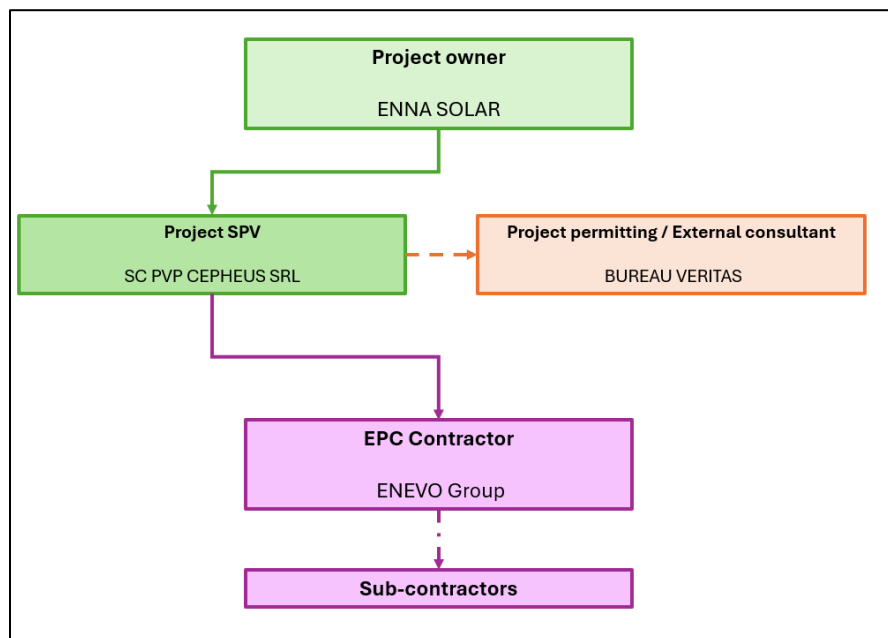 Project owner
ENNA SOLAR
Project SPV
SC PVP CEPHEUS SRL
Project permitting / External consultant
BUREAU VERITAS
EPC Contractor
ENEVO Group
Sub-contractors